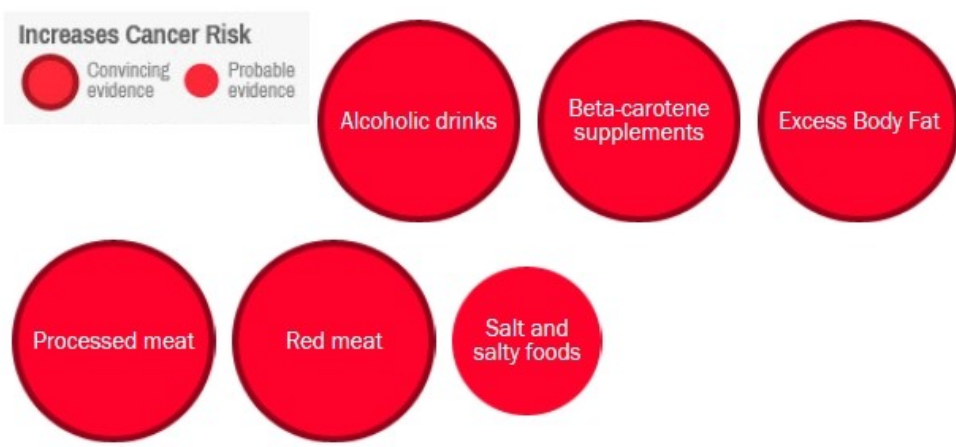 Increases Cancer Risk
Convincing
evidence
Probable
evidence
Alcoholic drinks
Beta-carotene
supplements
Excess Body Fat
Processed meat
Red meat
Salt and
salty foods